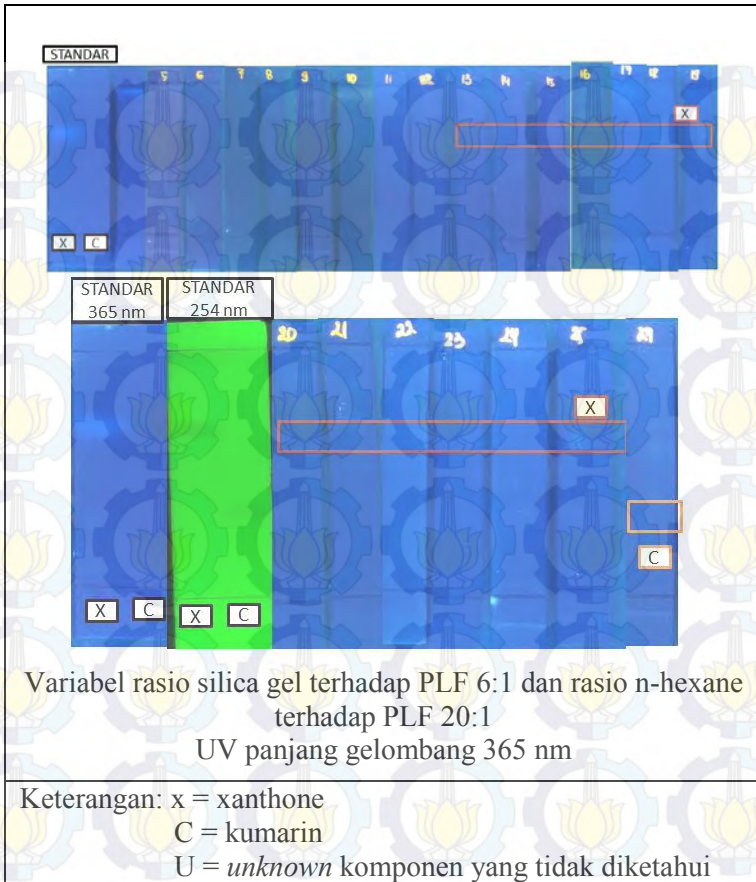 STANDAR
5 6 7 8 9 10 11 12 13 14 15 16 17 18 19
X
X C
STANDAR 365 nm STANDAR 254 nm
20 21 22 23 24 25
X
C
X C X C
Variabel rasio silica gel terhadap PLF 6:1 dan rasio n-hexane
terhadap PLF 20:1
UV panjang gelombang 365 nm
Keterangan: x = xanthone
C = kumarin
U = unknown komponen yang tidak diketahui